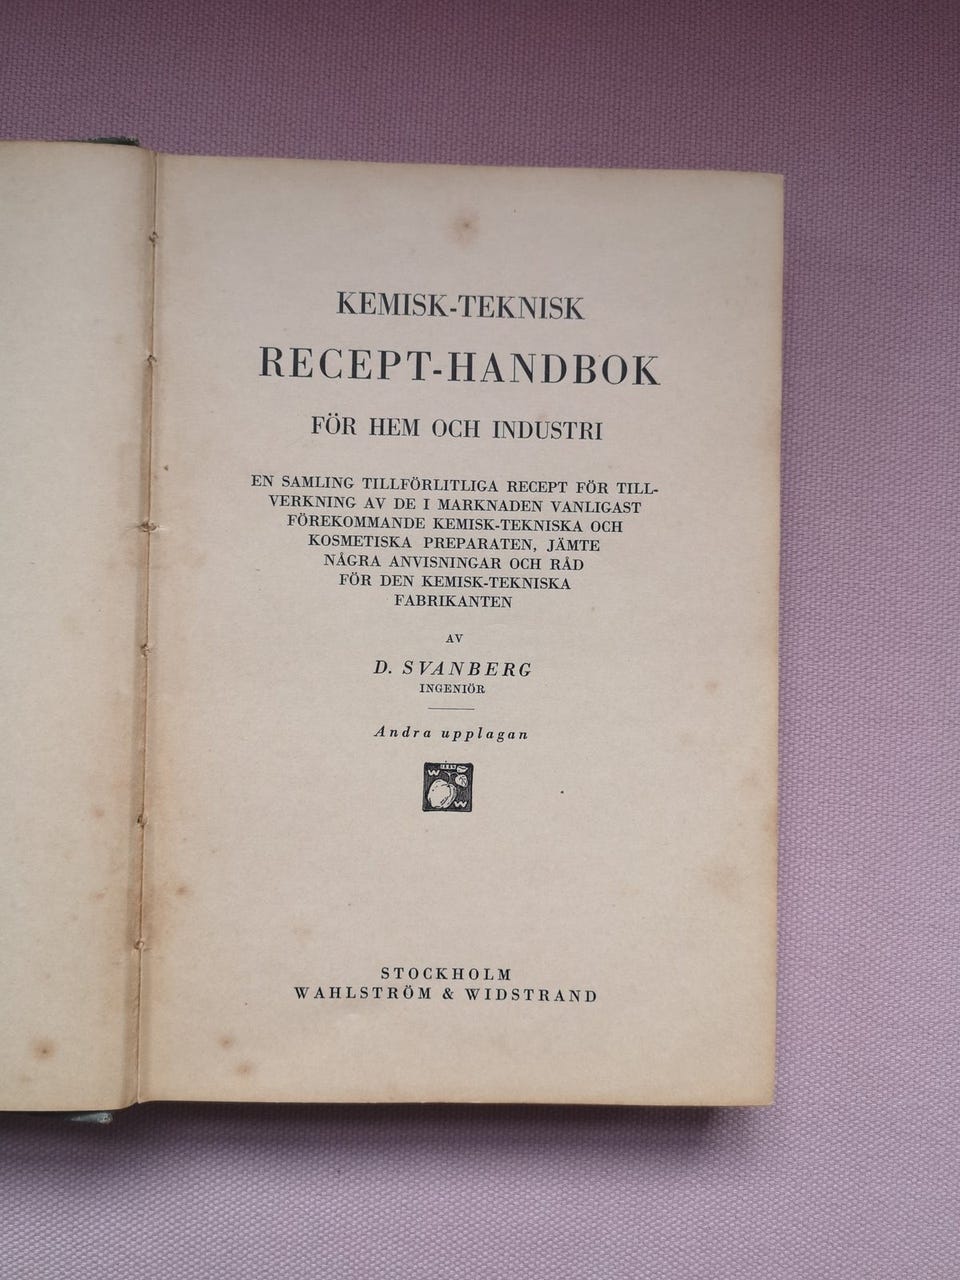 KEMISK-TEKNISK
RECEPT-HANDBOK
FÖR HEM OCH INDUSTRI
EN SAMLING TILLFÖRLITLIGA RECEPT FÖR TILL-
VERKNING AV DE I MARKNADEN VANLIGAST
FÖREKOMMANDE KEMISK-TEKNISKA OCH
KOSMETISKA PREPARATEN, JÄMTE
NÅGRA ANVISNINGAR OCH RÅD
FÖR DEN KEMISK-TEKNISKA
FABRIKANTEN
AV
D. SVANBERG
INGENIÖR
Andra upplagan
W
W
STOCKHOLM
WAHLSTRÖM & WIDSTRAND